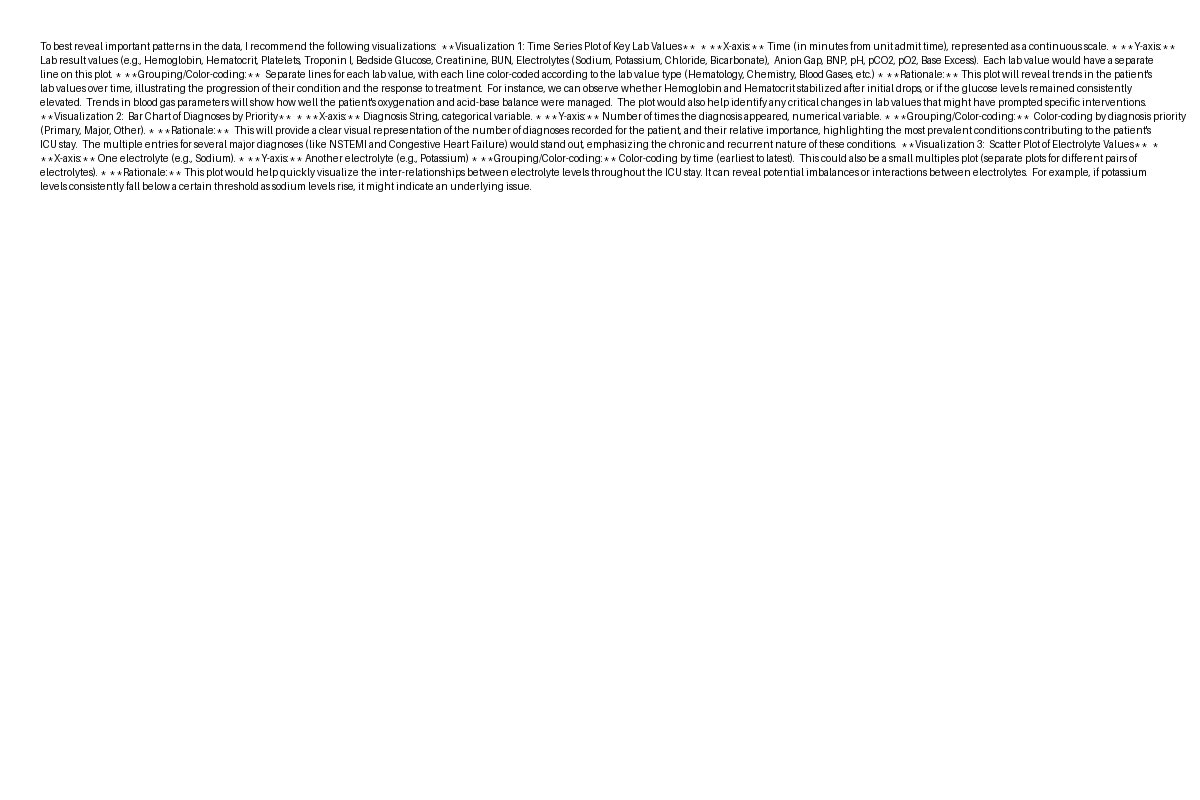 To best reveal important patterns in the data, I recommend the following visualizations:  **Visualization 1: Time Series Plot of Key Lab Values**  * **X-axis:** Time (in minutes from unit admit time), represented as a continuous scale. * **Y-axis:**
Lab result values (e.g., Hemoglobin, Hematocrit, Platelets, Troponin I, Bedside Glucose, Creatinine, BUN, Electrolytes (Sodium, Potassium, Chloride, Bicarbonate),  Anion Gap, BNP, pH, pCO2, pO2, Base Excess).  Each lab value would have a separate
line on this plot. * **Grouping/Color-coding:**  Separate lines for each lab value, with each line color-coded according to the lab value type (Hematology, Chemistry, Blood Gases, etc.) * **Rationale:** This plot will reveal trends in the patient's
lab values over time, illustrating the progression of their condition and the response to treatment.  For instance, we can observe whether Hemoglobin and Hematocrit stabilized after initial drops, or if the glucose levels remained consistently
elevated.  Trends in blood gas parameters will show how well the patient's oxygenation and acid-base balance were managed.  The plot would also help identify any critical changes in lab values that might have prompted specific interventions.
**Visualization 2:  Bar Chart of Diagnoses by Priority**  * **X-axis:** Diagnosis String, categorical variable. * **Y-axis:** Number of times the diagnosis appeared, numerical variable. * **Grouping/Color-coding:**  Color-coding by diagnosis priority
(Primary, Major, Other). * **Rationale:**  This will provide a clear visual representation of the number of diagnoses recorded for the patient, and their relative importance, highlighting the most prevalent conditions contributing to the patient's
ICU stay.  The multiple entries for several major diagnoses (like NSTEMI and Congestive Heart Failure) would stand out, emphasizing the chronic and recurrent nature of these conditions.  **Visualization 3:  Scatter Plot of Electrolyte Values**  *
**X-axis:** One electrolyte (e.g., Sodium). * **Y-axis:** Another electrolyte (e.g., Potassium) * **Grouping/Color-coding:** Color-coding by time (earliest to latest).  This could also be a small multiples plot (separate plots for different pairs of
electrolytes). * **Rationale:** This plot would help quickly visualize the inter-relationships between electrolyte levels throughout the ICU stay. It can reveal potential imbalances or interactions between electrolytes.  For example, if potassium
levels consistently fall below a certain threshold as sodium levels rise, it might indicate an underlying issue.